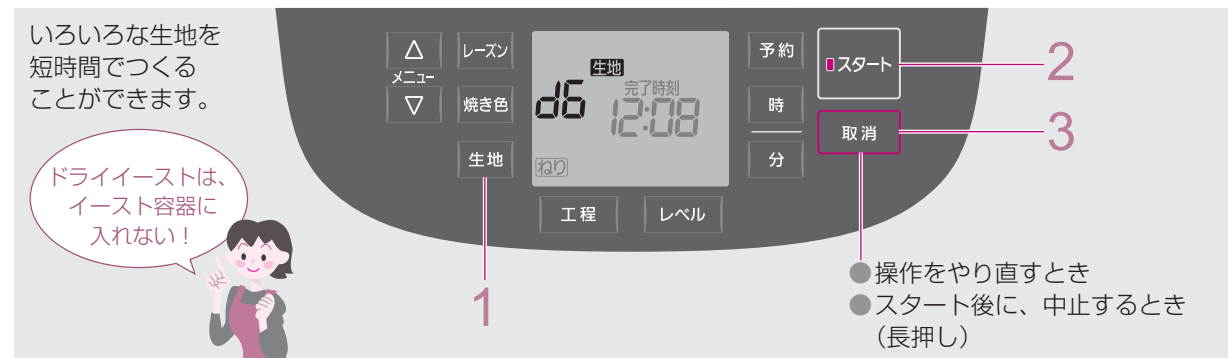 いろいろな生地を
短時間でつくる
ことができます。
ドライイーストは、
イースト容器に
入れない！
△
メニュー
▽
レーズン
焼き色
生地
生地
完了時刻
d6 12:08
ねり
工程
レベル
予約
時
分
スタート
取消
1
2
3
●操作をやり直すとき
●スタート後に、中止するとき
（長押し）